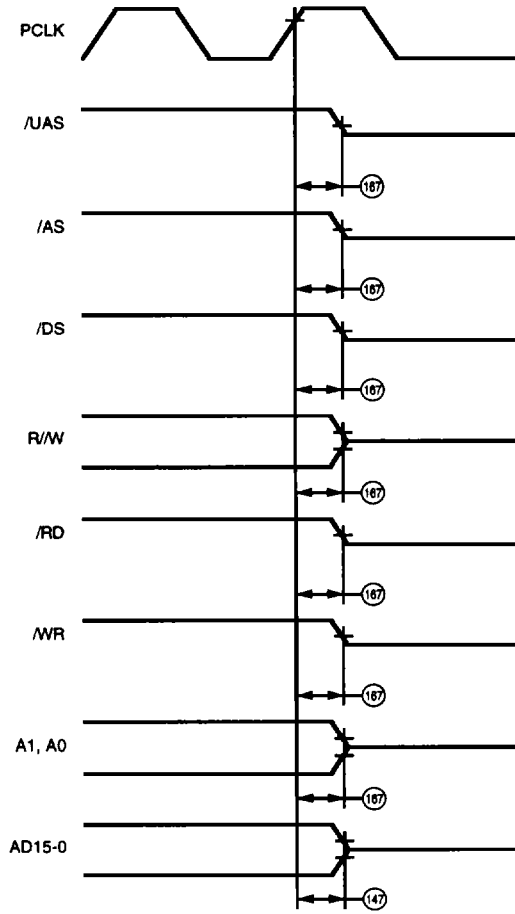 PCLK
/UAS
167
/AS
167
/DS
167
R//W
167
/RD
167
/WR
167
A1, A0
167
AD15-0
147